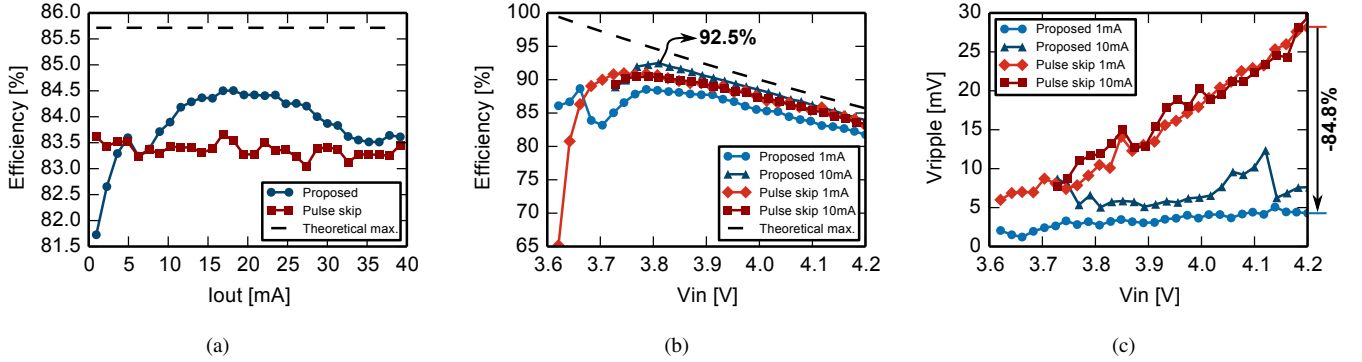 86.0
85.5
85.0
84.5
84.0
83.5
83.0
82.5
82.0
81.5
Efficiency [%]
Proposed
Pulse skip
Theoretical max.
0 5 10 15 20 25 30 35 40
Iout [mA]
(a)
100
95
90
85
80
75
70
65
Efficiency [%]
92.5%
Proposed 1mA
Proposed 10mA
Pulse skip 1mA
Pulse skip 10mA
Theoretical max.
3.6 3.7 3.8 3.9 4.0 4.1 4.2
Vin [V]
(b)
30
25
20
15
10
5
0
Vripple [mV]
Proposed 1mA
Proposed 10mA
Pulse skip 1mA
Pulse skip 10mA
-84.8%
3.6 3.7 3.8 3.9 4.0 4.1 4.2
Vin [V]
(c)